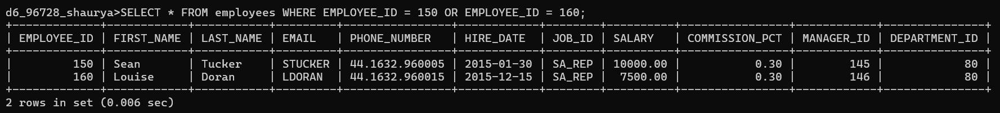 d6_96728_shaurya>SELECT * FROM employees WHERE EMPLOYEE_ID = 150 OR EMPLOYEE_ID = 160;
+-------------+------------+-----------+---------+----------------+------------+--------+----------+----------------+------------+---------------+
| EMPLOYEE_ID | FIRST_NAME | LAST_NAME | EMAIL   | PHONE_NUMBER   | HIRE_DATE  | JOB_ID | SALARY   | COMMISSION_PCT | MANAGER_ID | DEPARTMENT_ID |
+-------------+------------+-----------+---------+----------------+------------+--------+----------+----------------+------------+---------------+
|         150 | Sean       | Tucker    | STUCKER | 44.1632.960005 | 2015-01-30 | SA_REP | 10000.00 |           0.30 |        145 |            80 |
|         160 | Louise     | Doran     | LDORAN  | 44.1632.960015 | 2015-12-15 | SA_REP |  7500.00 |           0.30 |        146 |            80 |
+-------------+------------+-----------+---------+----------------+------------+--------+----------+----------------+------------+---------------+
2 rows in set (0.006 sec)